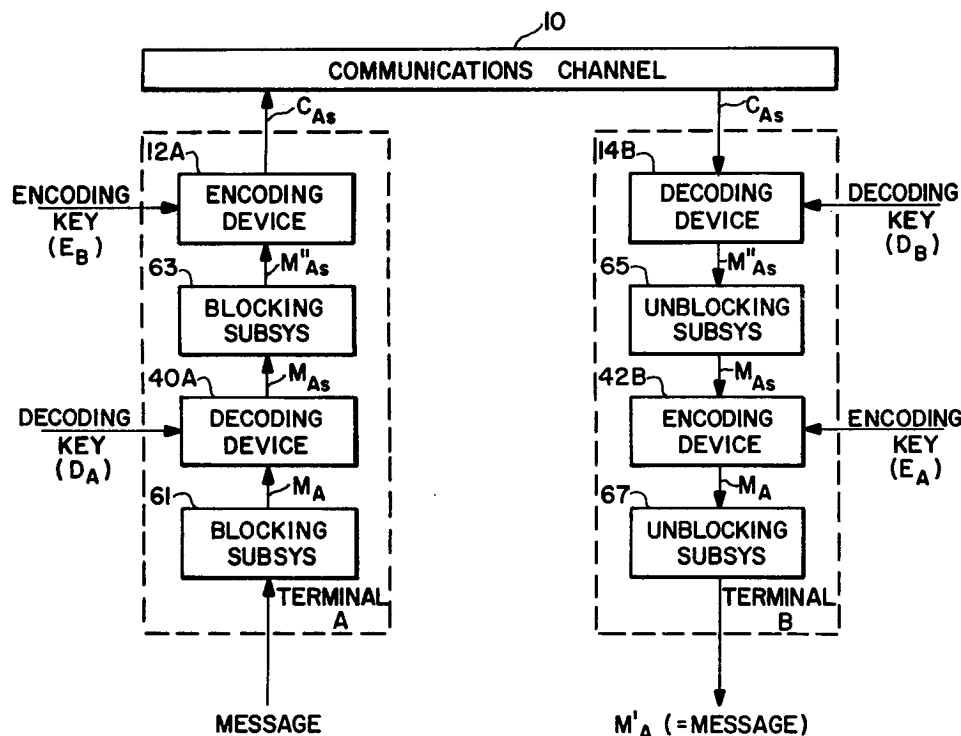 10
COMMUNICATIONS CHANNEL
C_As
C_As
12A
14B
ENCODING DEVICE
DECODING DEVICE
ENCODING KEY (E_B)
DECODING KEY (D_B)
M"_As
M"_As
63
65
BLOCKING SUBSYS
UNBLOCKING SUBSYS
M_As
M_As
40A
42B
DECODING DEVICE
ENCODING DEVICE
DECODING KEY (D_A)
ENCODING KEY (E_A)
M_A
M_A
61
67
BLOCKING SUBSYS
UNBLOCKING SUBSYS
TERMINAL A
TERMINAL B
MESSAGE
M'_A (=MESSAGE)